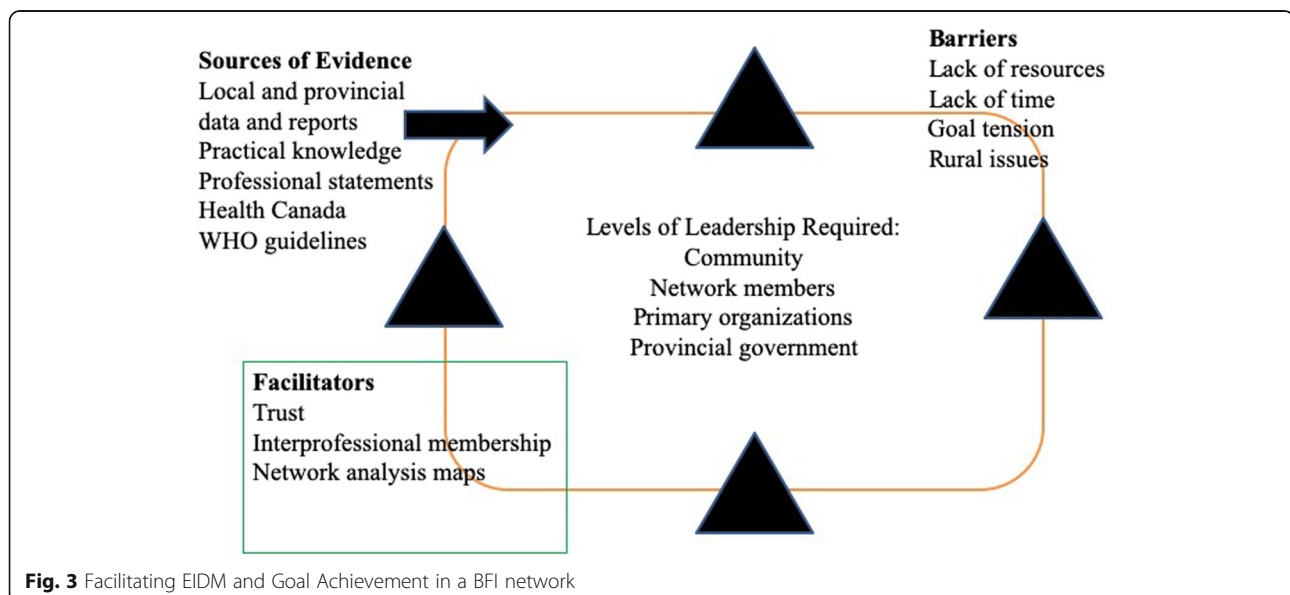 Sources of Evidence
Local and provincial
data and reports
Practical knowledge
Professional statements
Health Canada
WHO guidelines
Barriers
Lack of resources
Lack of time
Goal tension
Rural issues
Levels of Leadership Required:
Community
Network members
Primary organizations
Provincial government
Facilitators
Trust
Interprofessional membership
Network analysis maps
Fig. 3 Facilitating EIDM and Goal Achievement in a BFI network